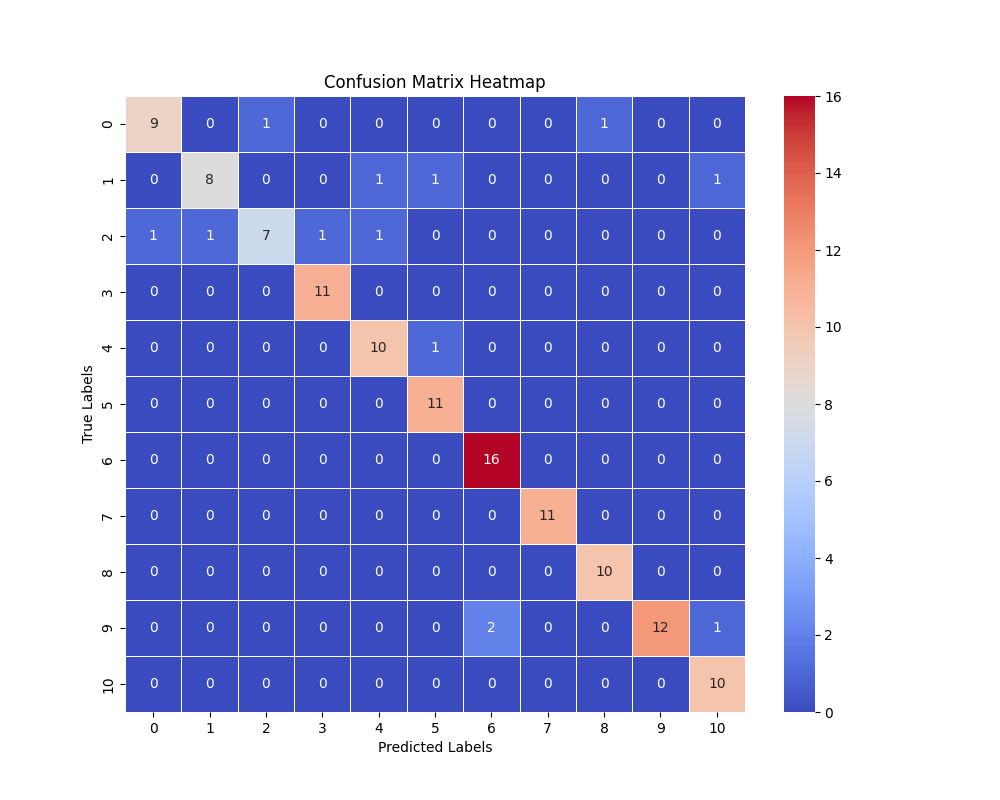 Confusion Matrix Heatmap
0 9 0 1 0 0 0 0 0 1 0 0
1 0 8 0 0 1 1 0 0 0 0 1
2 1 1 7 1 1 0 0 0 0 0 0
3 0 0 0 11 0 0 0 0 0 0 0
4 0 0 0 0 10 1 0 0 0 0 0
5 0 0 0 0 0 11 0 0 0 0 0
6 0 0 0 0 0 0 16 0 0 0 0
7 0 0 0 0 0 0 0 11 0 0 0
8 0 0 0 0 0 0 0 0 10 0 0
9 0 0 0 0 0 0 2 0 0 12 1
10 0 0 0 0 0 0 0 0 0 0 10
0 1 2 3 4 5 6 7 8 9 10
Predicted Labels
True Labels
16
14
12
10
8
6
4
2
0